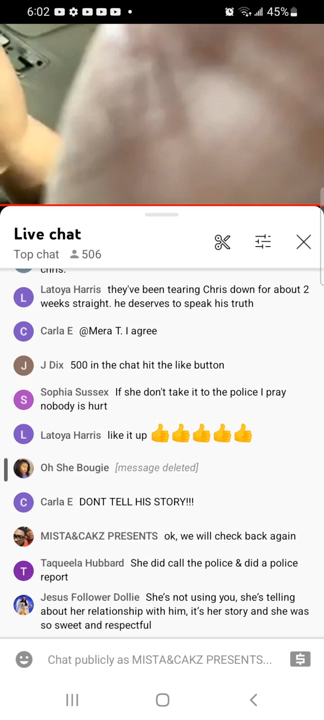 6:02
45%
Live chat
Top chat 506
chris.
Latoya Harris they've been tearing Chris down for about 2
weeks straight. he deserves to speak his truth
Carla E @Mera T. I agree
J Dix 500 in the chat hit the like button
Sophia Sussex If she don't take it to the police I pray
nobody is hurt
Latoya Harris like it up 👍👍👍👍👍
Oh She Bougie [message deleted]
Carla E DONT TELL HIS STORY!!!
MISTA&CAKZ PRESENTS ok, we will check back again
Taqueela Hubbard She did call the police & did a police
report
Jesus Follower Dollie She's not using you, she's telling
about her relationship with him, it's her story and she was
so sweet and respectful
Chat publicly as MISTA&CAKZ PRESENTS...